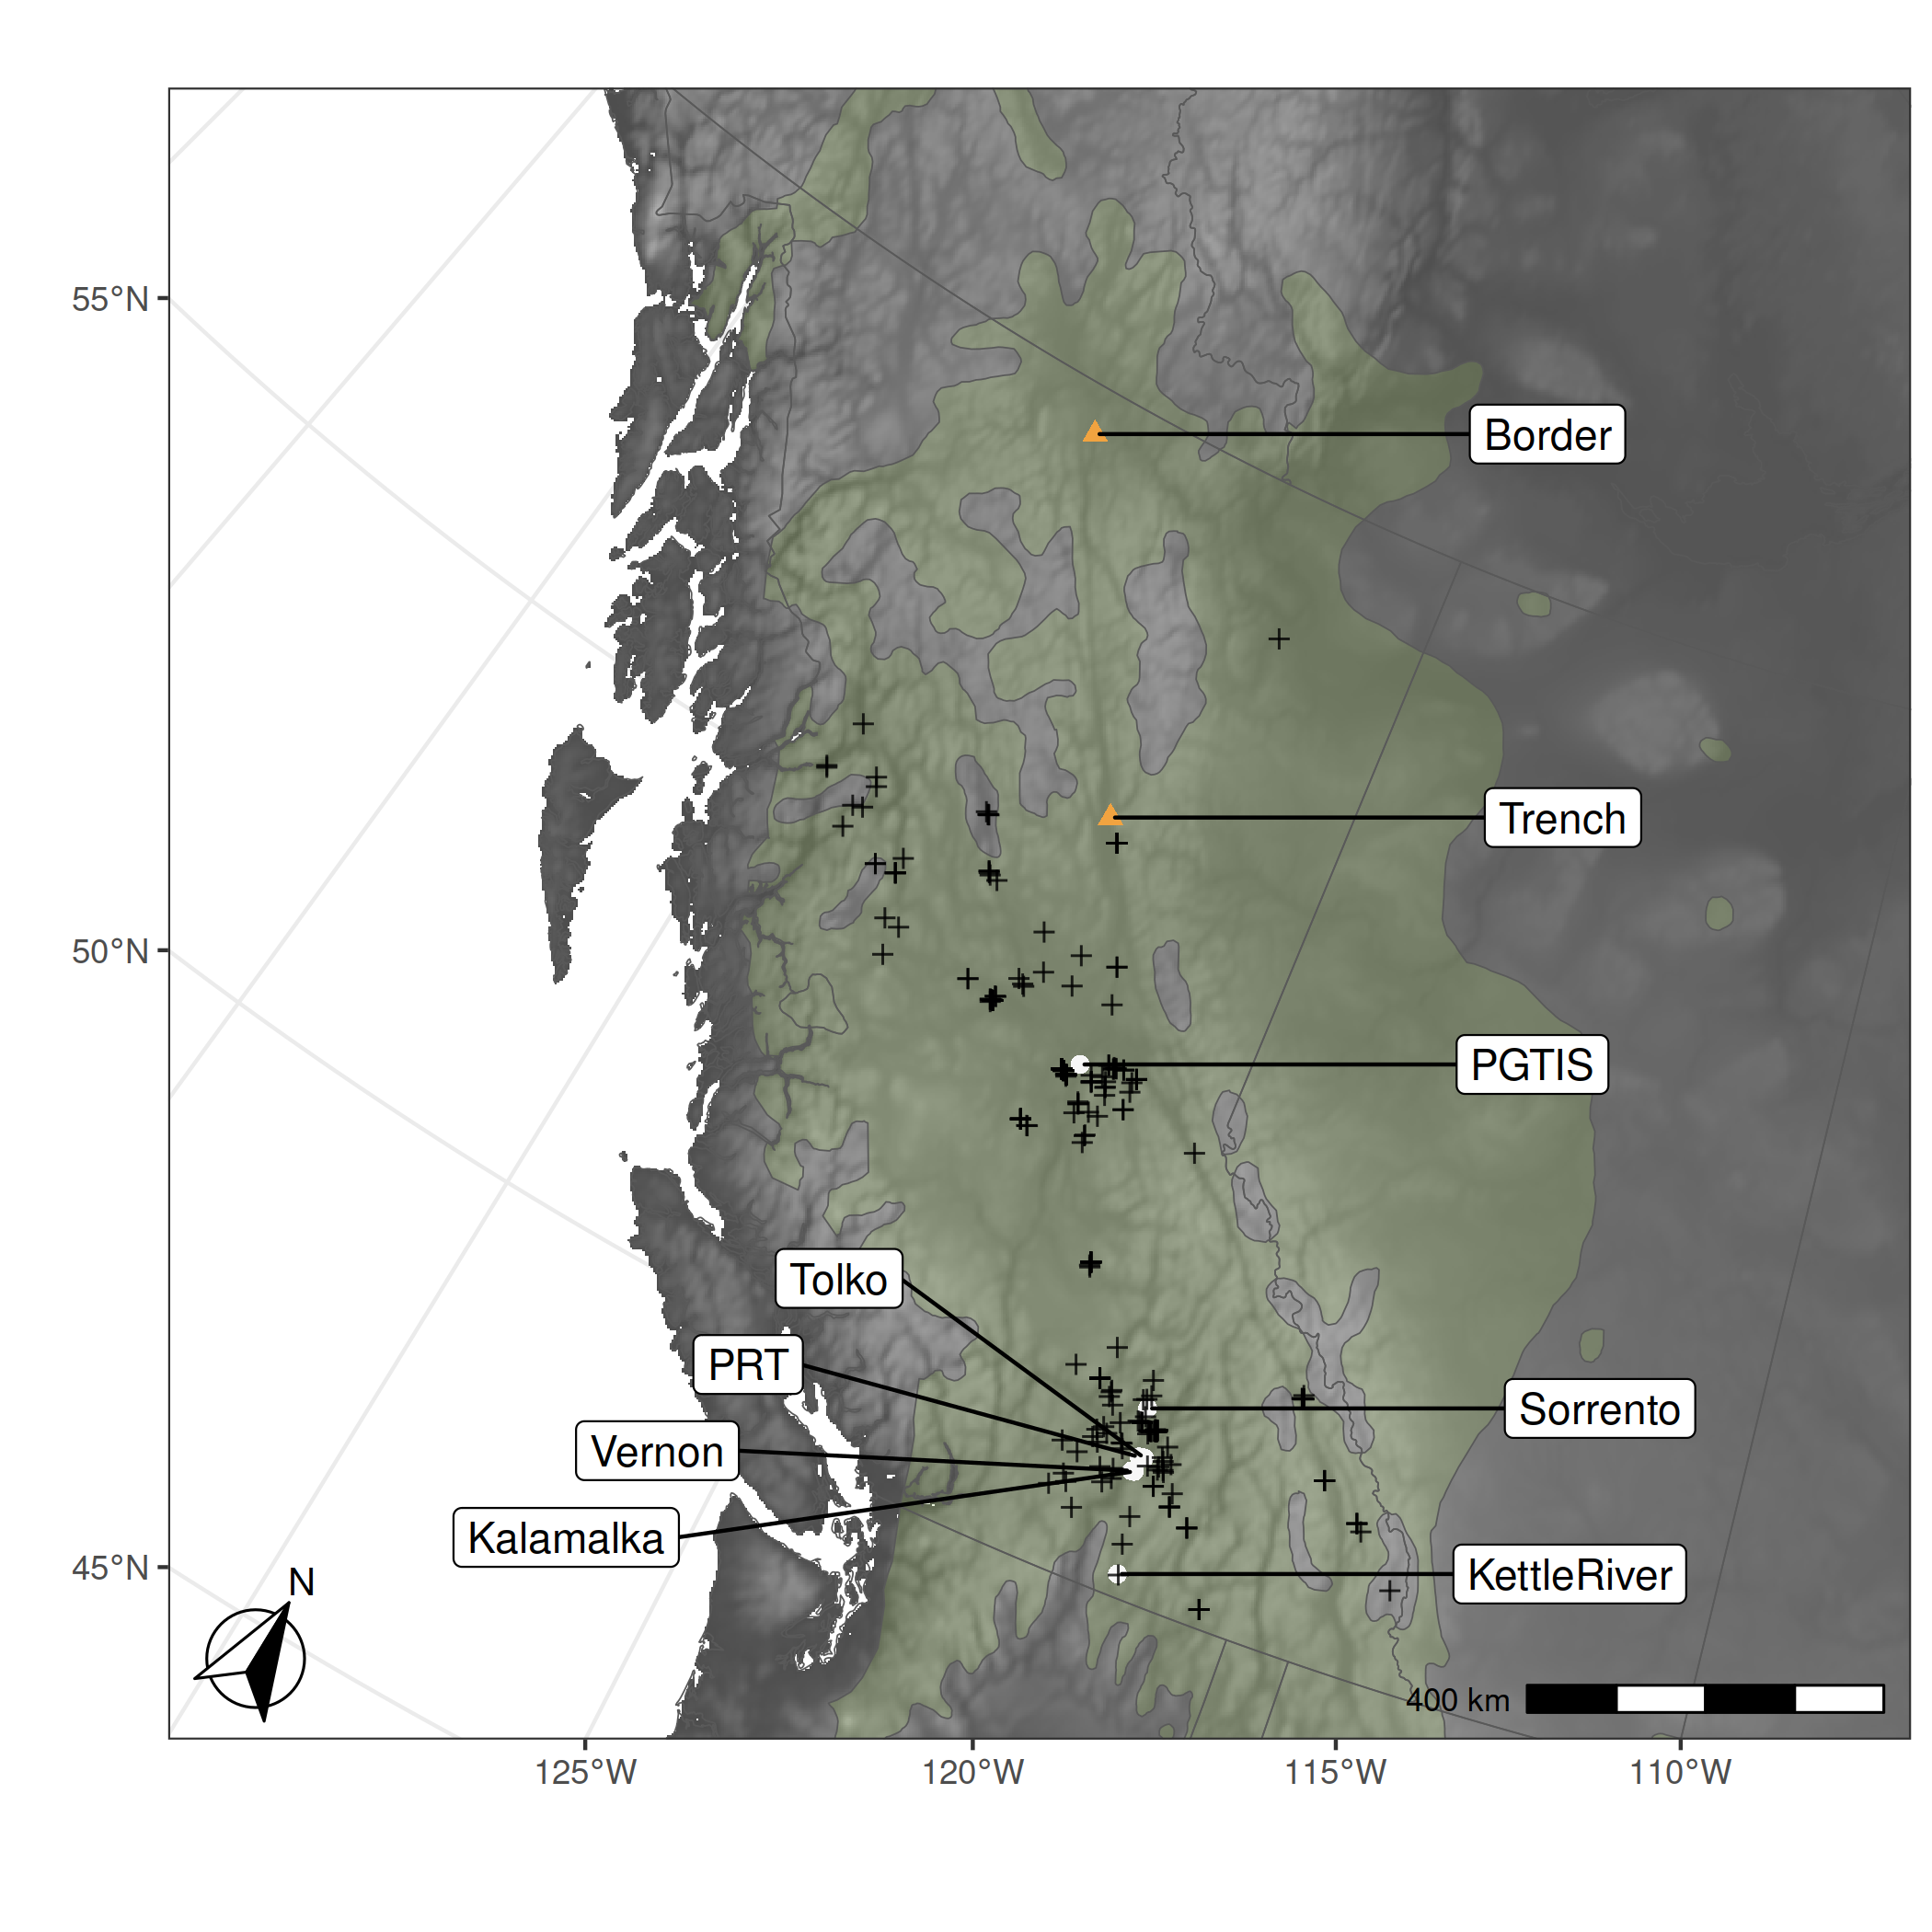 55°N
Border
Trench
50°N
PGTIS
Tolko
PRT
Sorrento
Vernon
Kalamalka
45°N
KettleRiver
N
400 km
125°W
120°W
115°W
110°W